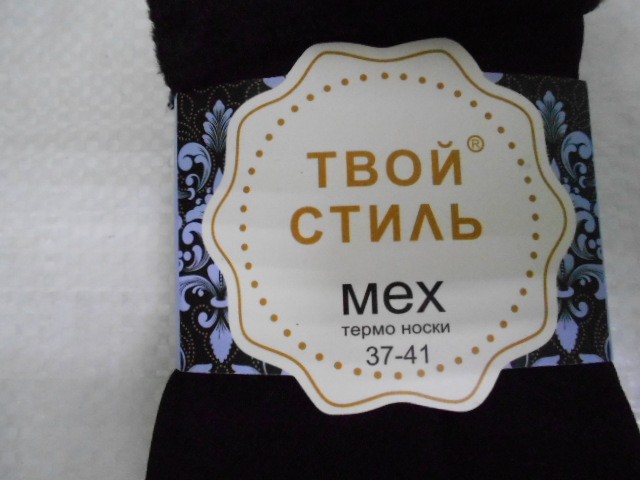 ТВОЙ®
СТИЛЬ
мех
термо носки
37-41